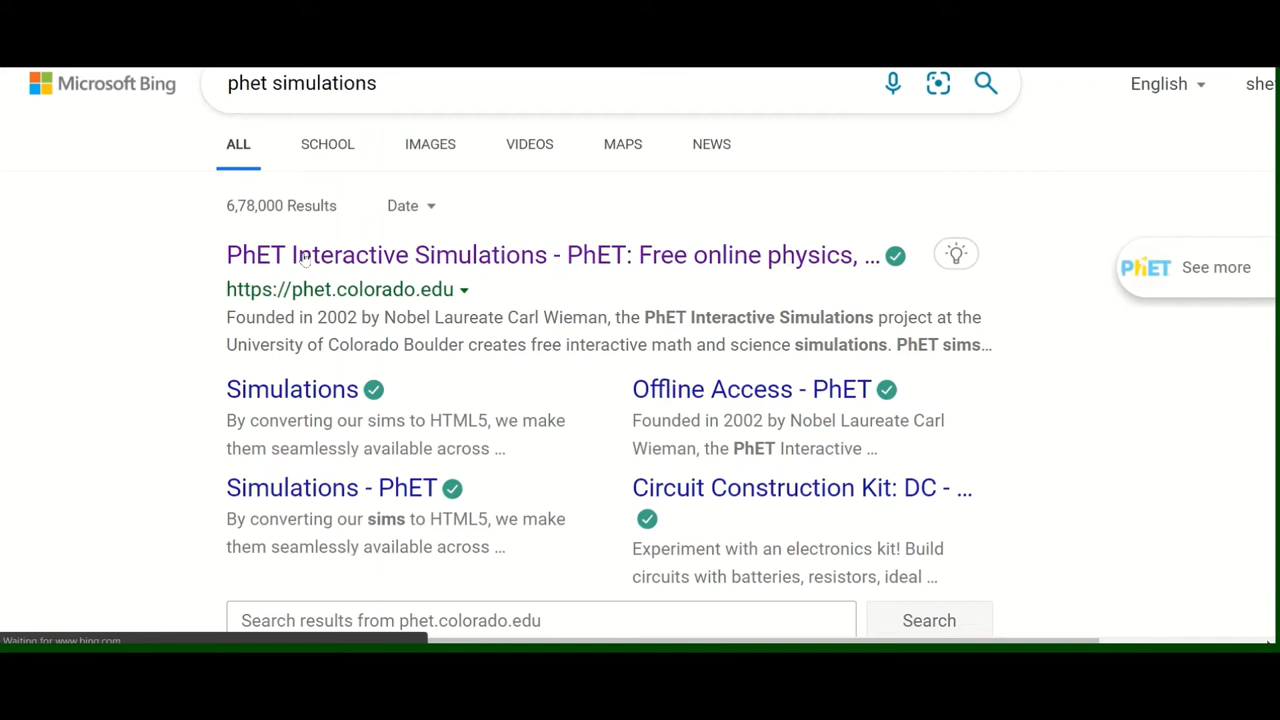 Microsoft Bing
phet simulations
English
she
ALL SCHOOL IMAGES VIDEOS MAPS NEWS
6,78,000 Results Date
PhET Interactive Simulations - PhET: Free online physics, ...
https://phet.colorado.edu
Founded in 2002 by Nobel Laureate Carl Wieman, the PhET Interactive Simulations project at the
University of Colorado Boulder creates free interactive math and science simulations. PhET sims...
PhET See more
Simulations
By converting our sims to HTML5, we make
them seamlessly available across ...
Offline Access - PhET
Founded in 2002 by Nobel Laureate Carl
Wieman, the PhET Interactive ...
Simulations - PhET
By converting our sims to HTML5, we make
them seamlessly available across ...
Circuit Construction Kit: DC - ...
Experiment with an electronics kit! Build
circuits with batteries, resistors, ideal ...
Search results from phet.colorado.edu
Search
Waiting for www.bing.com